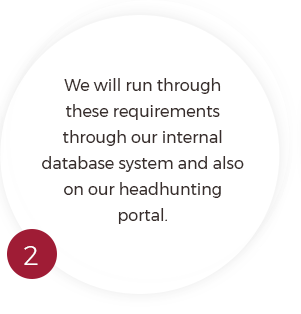 We will run through
these requirements
through our internal
database system and also
on our headhunting
portal.
2